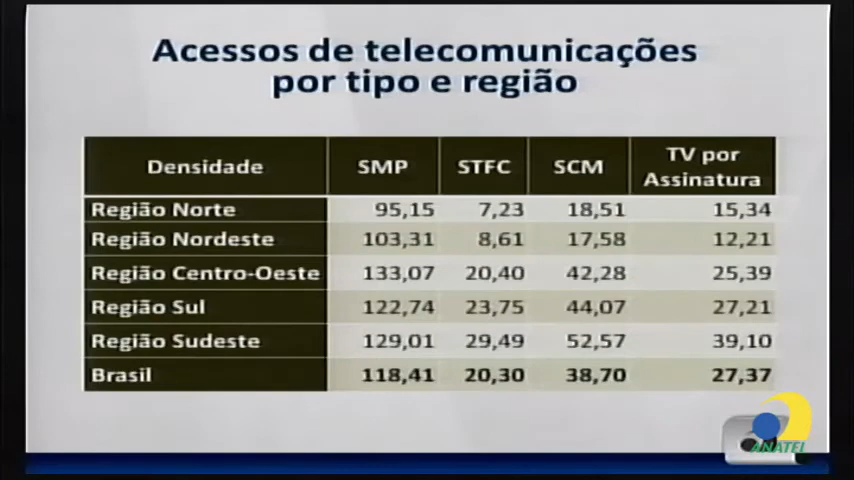 Acessos de telecomunicações
por tipo e região
Densidade SMP STFC SCM TV por Assinatura
Região Norte 95,15 7,23 18,51 15,34
Região Nordeste 103,31 8,61 17,58 12,21
Região Centro-Oeste 133,07 20,40 42,28 25,39
Região Sul 122,74 23,75 44,07 27,21
Região Sudeste 129,01 29,49 52,57 39,10
Brasil 118,41 20,30 38,70 27,37
ANATEL